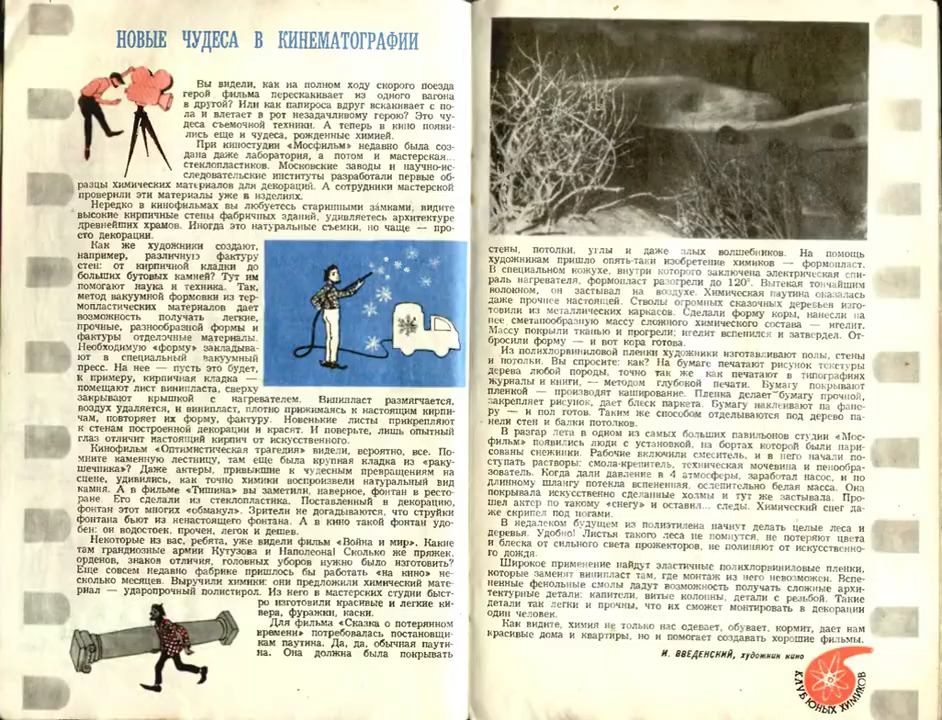 НОВЫЕ ЧУДЕСА В КИНЕМАТОГРАФИИ
Вы видели, как на полном ходу скорого поезда
герой фильма перескакивает из одного вагона
в другой? Или как папироса вдруг вскакивает с по-
ла и влетает в рот незадачливому герою? Это чу-
деса съемочной техники. А теперь в кино появи-
лись еще и чудеса, рожденные химией.
При киностудии «Мосфильм» недавно была соз-
дана даже лаборатория, а потом и мастерская...
стеклопластиков. Московские заводы и научно-ис-
следовательские институты разработали первые об-
разцы химических материалов для декораций. А сотрудники мастерской
проверили эти материалы уже в изделиях.
Нередко в кинофильмах вы любуетесь старинными замками, видите
высокие кирпичные стены фабричных зданий, удивляетесь архитектуре
древнейших храмов. Иногда это натуральные съемки, но чаще — про-
сто декорации.
Как же художники создают,
например, различную фактуру
стен: от кирпичной кладки до
больших бутовых камней? Тут им
помогают наука и техника. Так,
метод вакуумной формовки из тер-
мопластических материалов дает
возможность получать легкие,
прочные, разнообразной формы и
фактуры отделочные материалы.
Необходимую «форму» закладыва-
ют в специальный вакуумный
пресс. На нее — пусть это будет,
к примеру, кирпичная кладка —
помещают лист винипласта, сверху
закрывают крышкой с нагревателем. Винипласт размягчается,
воздух удаляется, и винипласт, плотно прижимаясь к настоящим кирпи-
чам, повторяет их форму, фактуру. Новенькие листы прикрепляют
к стенам построенной декорации и красят. И поверьте, лишь опытный
глаз отличит настоящий кирпич от искусственного.
Кинофильм «Оптимистическая трагедия» видели, вероятно, все. По-
мните каменную лестницу, там еще была крупная кладка из «раку-
шечника»? Даже актеры, привыкшие к чудесным превращениям на
сцене, удивились, как точно химики воспроизвели натуральный вид
камня. А в фильме «Тишина» вы заметили, наверное, фонтан в ресто-
ране. Его сделали из стеклопластика. Поставленный в декорацию,
фонтан этот многих «обманул». Зрители не догадываются, что струйки
фонтана бьют из ненастоящего фонтана. А в кино такой фонтан удо-
бен: он водостоек, прочен, легок и дешев.
Некоторые из вас, ребята, уже видели фильм «Война и мир». Какие
там грандиозные армии Кутузова и Наполеона! Сколько же пряжек,
орденов, знаков отличия, головных уборов нужно было изготовить?
Еще совсем недавно фабрике пришлось бы работать «на кино» не-
сколько месяцев. Выручили химики: они предложили химический мате-
риал — ударопрочный полистирол. Из него в мастерских студии быст-
ро изготовили красивые и легкие ки-
вера, фуражки, каски.
Для фильма «Сказка о потерянном
времени» потребовалась постановщи-
кам паутина. Да, да, обычная паути-
на. Она должна была покрывать
стены, потолки, углы и даже злых волшебников. На помощь
художникам пришло опять-таки изобретение химиков — формопласт.
В специальном кожухе, внутри которого заключена электрическая спи-
раль нагревателя, формопласт разогрели до 120°. Вытекая тончайшим
волокном, он застывал на воздухе. Химическая паутина оказалась
даже прочнее настоящей. Стволы огромных сказочных деревьев изго-
товили из металлических каркасов. Сделали форму коры, нанесли на
нее сметанообразную массу сложного химического состава — игелит.
Массу покрыли тканью и прогрели; игелит вспенился и затвердел. От-
бросили форму — и вот кора готова.
Из полихлорвиниловой пленки художники изготавливают полы, стены
и потолки. Вы спросите: как? На бумаге печатают рисунок текстуры
дерева любой породы, точно так же как печатают в типографиях
журналы и книги, — методом глубокой печати. Бумагу покрывают
пленкой — производят каширование. Пленка делает бумагу прочной,
закрепляет рисунок, дает блеск паркета. Бумагу наклеивают на фане-
ру — и пол готов. Таким же способом отделываются под дерево па-
нели стен и балки потолков.
В разгар лета в одном из самых больших павильонов студии «Мос-
фильм» появились люди с установкой, на бортах которой были нари-
сованы снежинки. Рабочие включили смеситель, и в него начали по-
ступать растворы: смола-крепитель, техническая мочевина и пенообра-
зователь. Когда дали давление в 4 атмосферы, заработал насос, и по
длинному шлангу потекла вспененная, ослепительно белая масса. Она
покрывала искусственно сделанные холмы и тут же застывала. Про-
шел актер по такому «снегу» и оставил... следы. Химический снег да-
же скрипел под ногами.
В недалеком будущем из полиэтилена начнут делать целые леса и
деревья. Удобно! Листья такого леса не помнутся, не потеряют цвета
и блеска от сильного света прожекторов, не полиняют от искусственно-
го дождя.
Широкое применение найдут эластичные полихлорвиниловые пленки,
которые заменят винипласт там, где монтаж из него невозможен. Вспе-
ненные фенольные смолы дадут возможность получать сложные архи-
тектурные детали: капители, витые колонны, детали с резьбой. Такие
детали так легки и прочны, что их сможет монтировать в декорации
один человек.
Как видите, химия не только нас одевает, обувает, кормит, дает нам
красивые дома и квартиры, но и помогает создавать хорошие фильмы.
И. ВВЕДЕНСКИЙ, художник кино
КЛУБ ЮНЫХ ХИМИКОВ